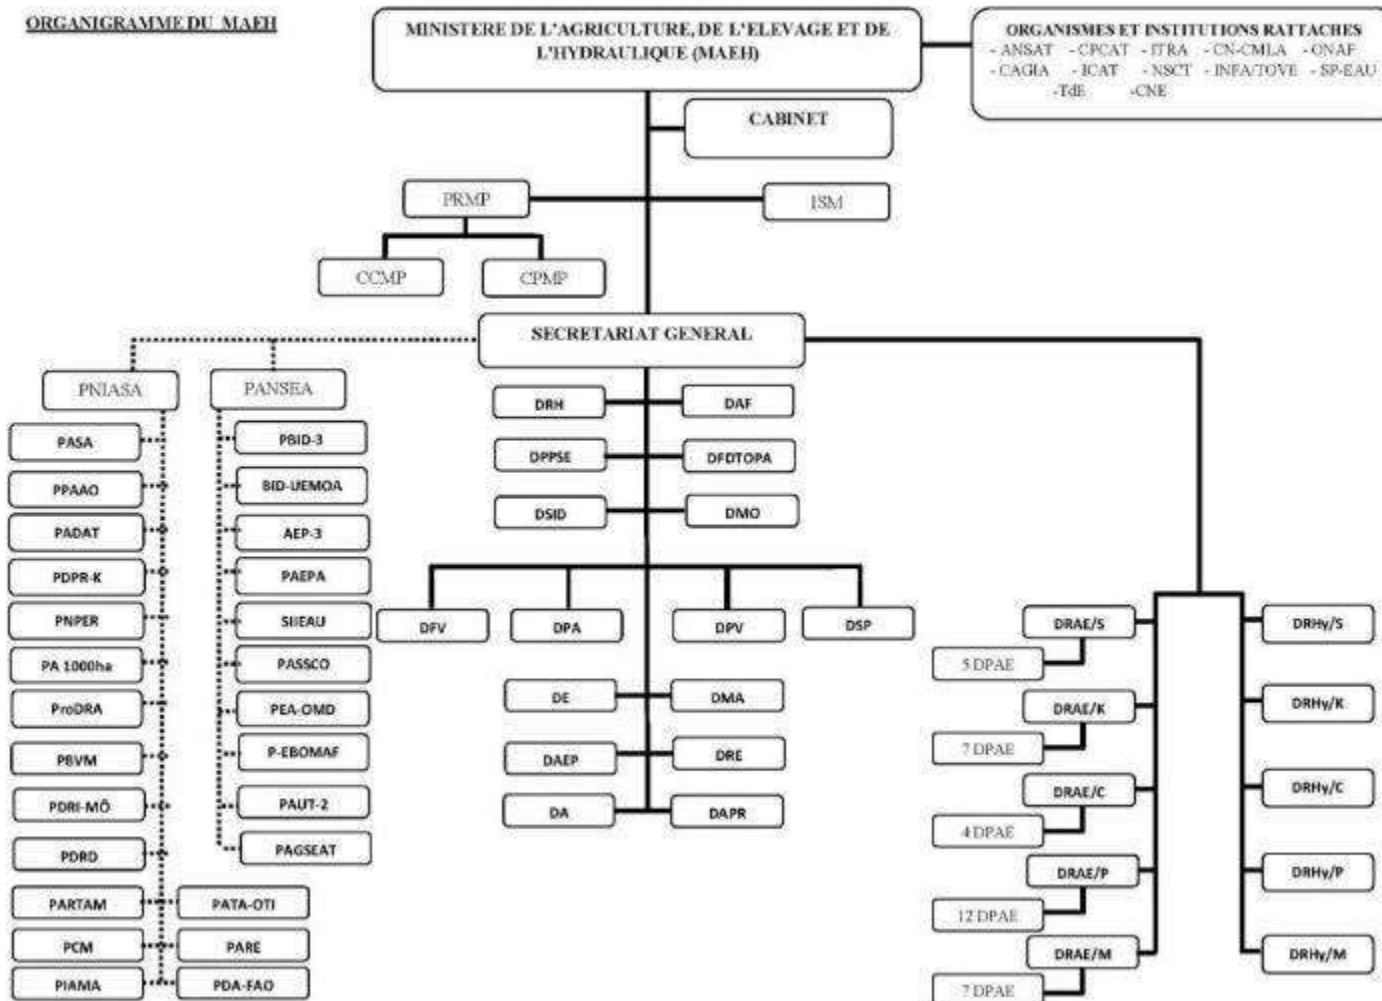 ORGANIGRAMME DU MAEH
MINISTERE DE L'AGRICULTURE, DE L'ELEVAGE ET DE
L'HYDRAULIQUE (MAEH)
ORGANISMES ET INSTITUTIONS RATTACHES
- ANSAT - CPCAT - ITRA - CN-CMLA - ONAF
- CAGIA - ICAT - NSCT - INFA/TOVE - SP-EAU
-TdE -CNE
CABINET
PRMP
ISM
CCMP
CPMP
SECRETARIAT GENERAL
PNIASA
PANSEA
PASA
PPAAO
PADAT
PDPR-K
PNPER
PA 1000ha
ProDRA
PBVM
PDRI-MÔ
PDRD
PARTAM
PCM
PIAMA
PATA-OTI
PARE
PDA-FAO
PBID-3
BID-UEMOA
AEP-3
PAEPA
SIIEAU
PASSCO
PEA-OMD
P-EBOMAF
PAUT-2
PAGSEAT
DRH
DAF
DPPSE
DFDTOPA
DSID
DMO
DFV
DPA
DPV
DSP
DE
DMA
DAEP
DRE
DA
DAPR
DRAE/S
5 DPAE
DRAE/K
7 DPAE
DRAE/C
4 DPAE
DRAE/P
12 DPAE
DRAE/M
7 DPAE
DRHy/S
DRHy/K
DRHy/C
DRHy/P
DRHy/M